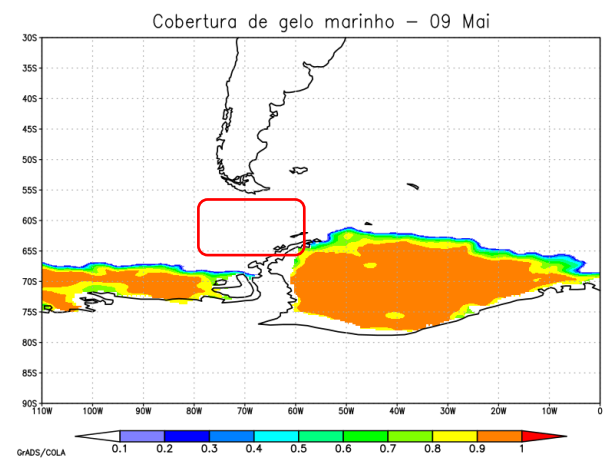 Cobertura de gelo marinho – 09 Mai
30S
35S
40S
45S
50S
55S
60S
65S
70S
75S
80S
85S
90S
110W 100W 90W 80W 70W 60W 50W 40W 30W 20W 10W 0
0.1 0.2 0.3 0.4 0.5 0.6 0.7 0.8 0.9 1
GrADS/COLA